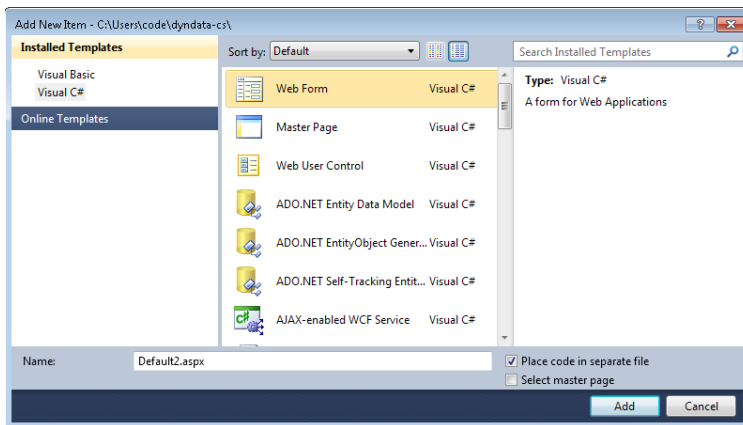 Add New Item - C:\Users\code\dyndata-cs\
Installed Templates
Visual Basic
Visual C#
Online Templates
Sort by: Default
Web Form Visual C#
Master Page Visual C#
Web User Control Visual C#
ADO.NET Entity Data Model Visual C#
ADO.NET EntityObject Gener... Visual C#
ADO.NET Self-Tracking Entit... Visual C#
AJAX-enabled WCF Service Visual C#
Search Installed Templates
Type: Visual C#
A form for Web Applications
Name: Default2.aspx
Place code in separate file
Select master page
Add Cancel